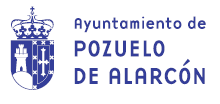 Ayuntamiento de
POZUELO
DE ALARCÓN